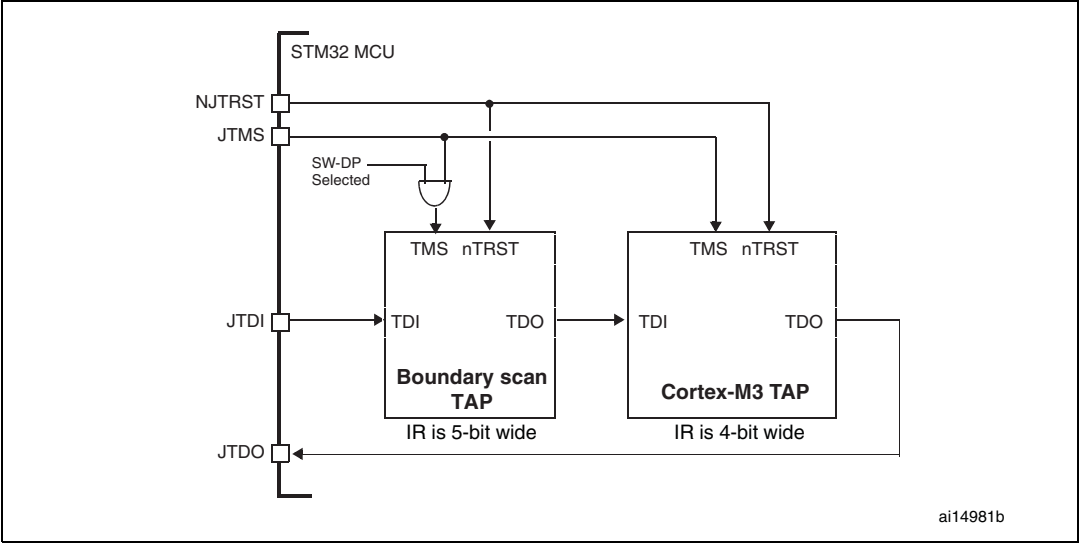 STM32 MCU
NJTRST
JTMS
SW-DP
Selected
TMS nTRST
TMS nTRST
JTDI
TDI
TDO
TDI
TDO
Boundary scan
TAP
Cortex-M3 TAP
IR is 5-bit wide
IR is 4-bit wide
JTDO
ai14981b